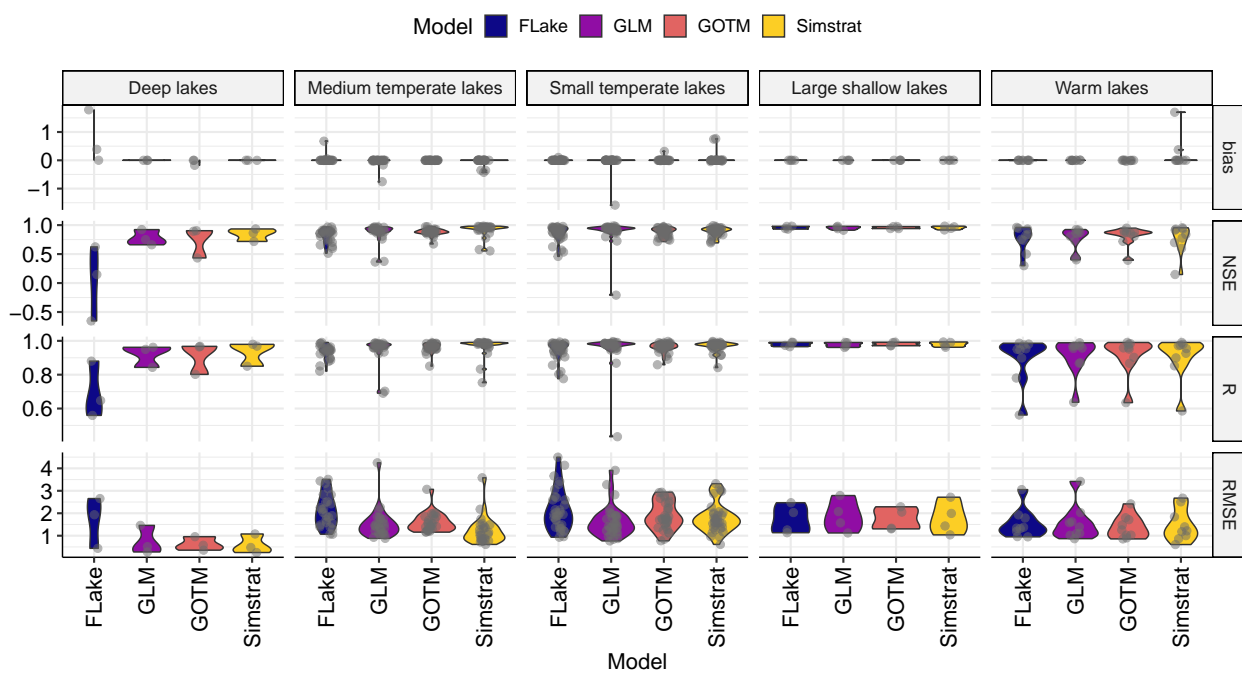 Model FLake GLM GOTM Simstrat
Deep lakes Medium temperate lakes Small temperate lakes Large shallow lakes Warm lakes
1
0
−1
bias
1.0
0.5
0.0
−0.5
NSE
1.0
0.8
0.6
R
4
3
2
1
RMSE
FLake GLM GOTM Simstrat FLake GLM GOTM Simstrat FLake GLM GOTM Simstrat FLake GLM GOTM Simstrat FLake GLM GOTM Simstrat
Model